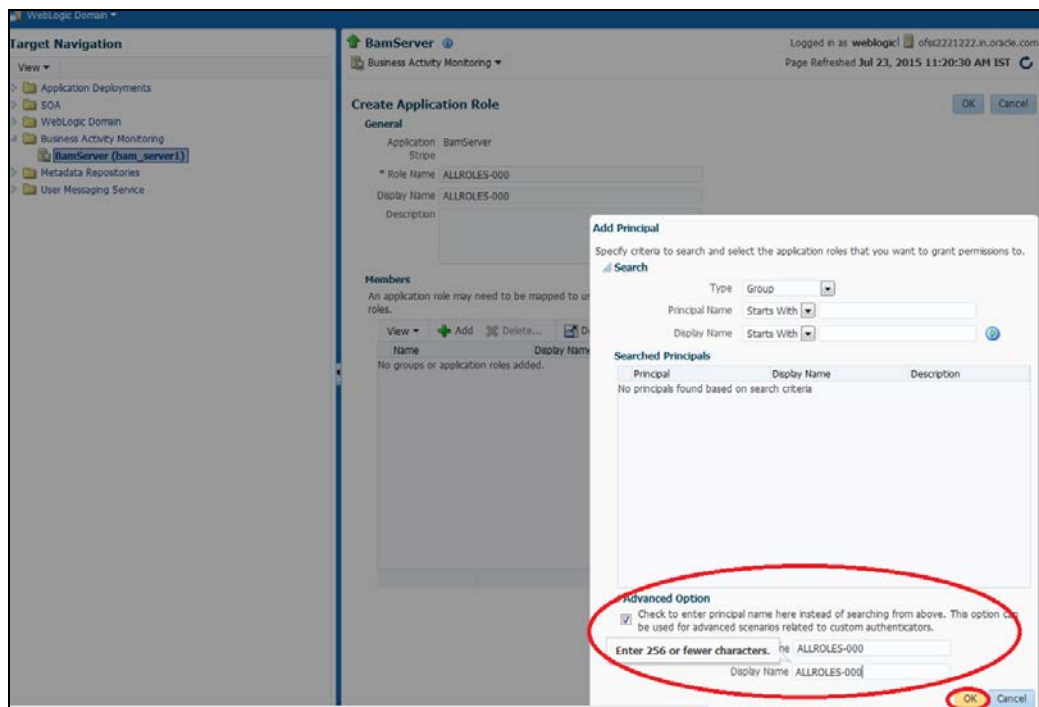 WebLogic Domain
Target Navigation
View
Application Deployments
SOA
WebLogic Domain
Business Activity Monitoring
BamServer (bam_server1)
Metadata Repositories
User Messaging Service
BamServer
Business Activity Monitoring
Logged in as weblogic| ofss2221222.in.oracle.com
Page Refreshed Jul 23, 2015 11:20:30 AM IST
Create Application Role
OK Cancel
General
Application Stripe BamServer
* Role Name ALLROLES-000
Display Name ALLROLES-000
Description
Members
An application role may need to be mapped to
roles.
View Add Delete...
Name Display Name
No groups or application roles added.
Add Principal
Specify criteria to search and select the application roles that you want to grant permissions to.
Search
Type Group
Principal Name Starts With
Display Name Starts With
Searched Principals
Principal Display Name Description
No principals found based on search criteria
Advanced Option
Check to enter principal name here instead of searching from above. This option can
be used for advanced scenarios related to custom authenticators.
Enter 256 or fewer characters. ALLROLES-000
Display Name ALLROLES-000
OK Cancel